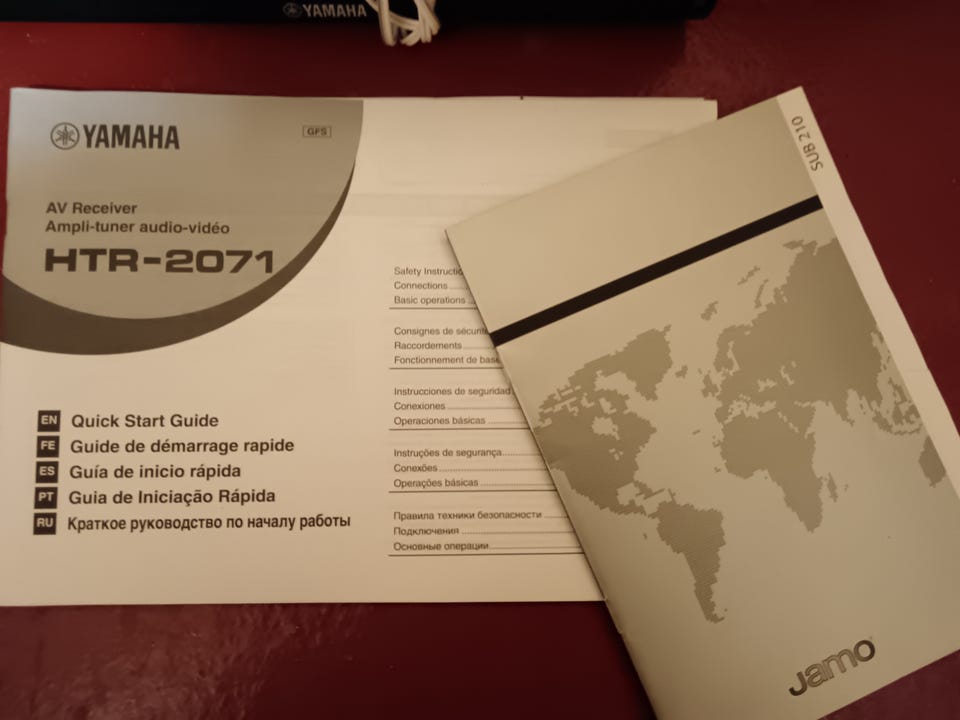 YAMAHA
YAMAHA
GFS
AV Receiver
Ampli-tuner audio-vidéo
HTR-2071
EN Quick Start Guide
FE Guide de démarrage rapide
ES Guía de inicio rápida
PT Guia de Iniciação Rápida
RU Краткое руководство по началу работы
Safety
Connections
Basic operations
Consignes de
Raccordements
Fonctionnement de base
Instrucciones de seguridad
Conexiones
Operaciones básicas
Instruções de segurança
Conexões
Operações básicas
Правила техники безопасности
Подключения
Основные операции
SUB 210
Jamo